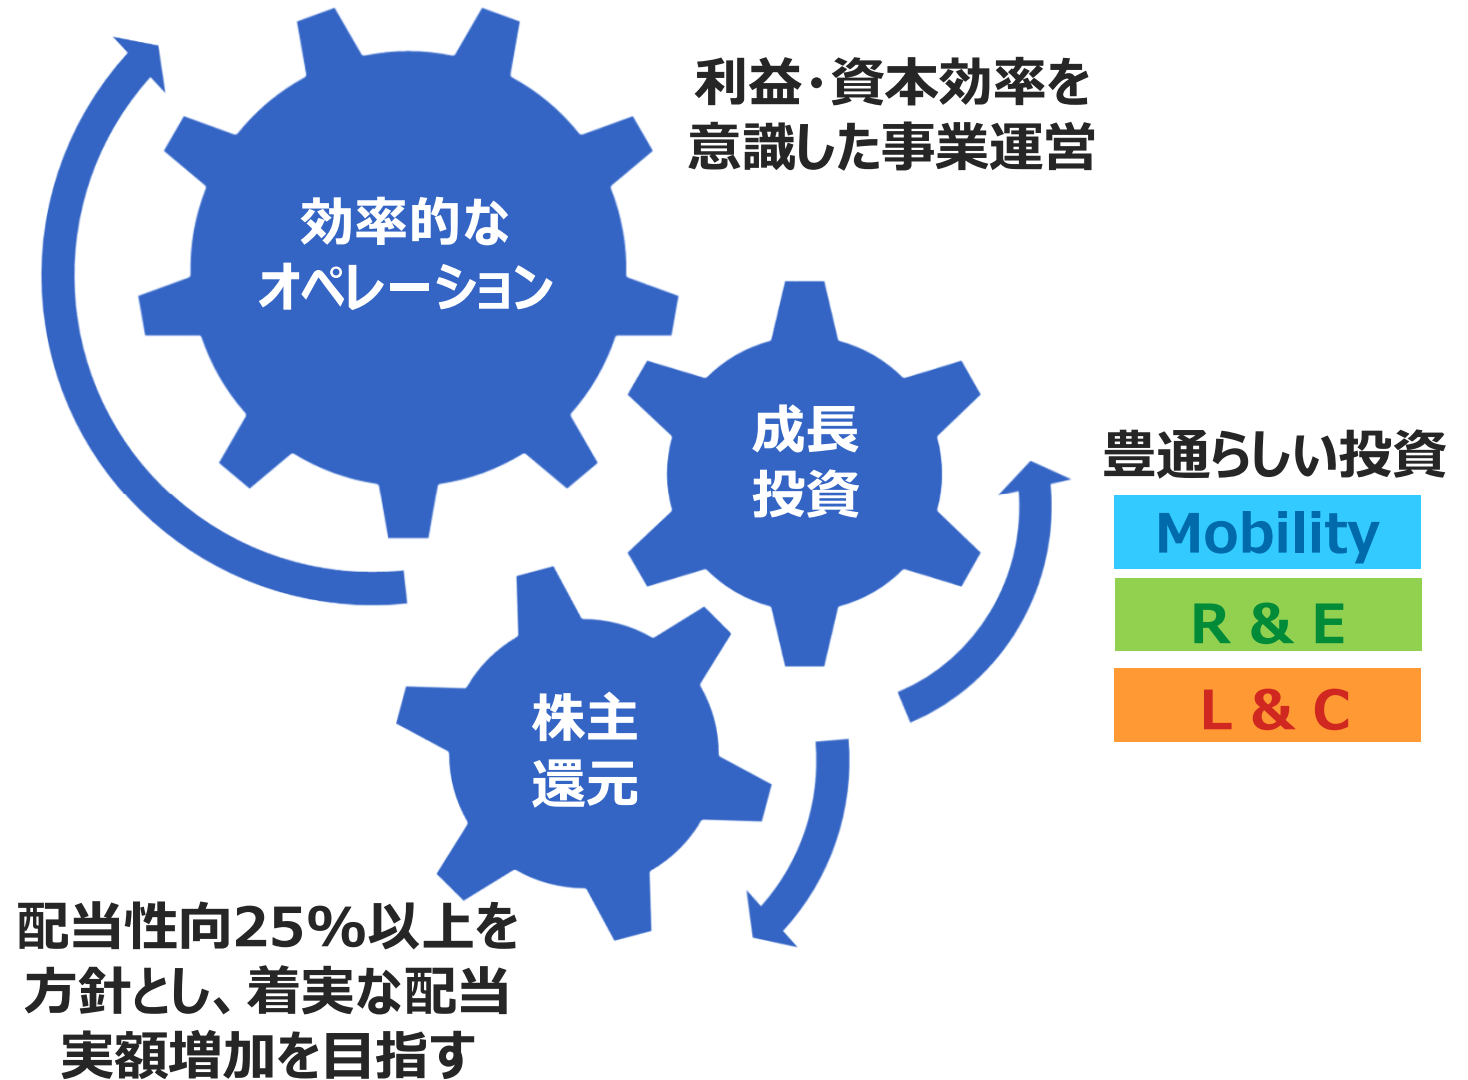 利益・資本効率を
意識した事業運営
効率的な
オペレーション
成長
投資
豊通らしい投資
Mobility
R & E
L & C
株主
還元
配当性向25%以上を
方針とし、着実な配当
実額増加を目指す